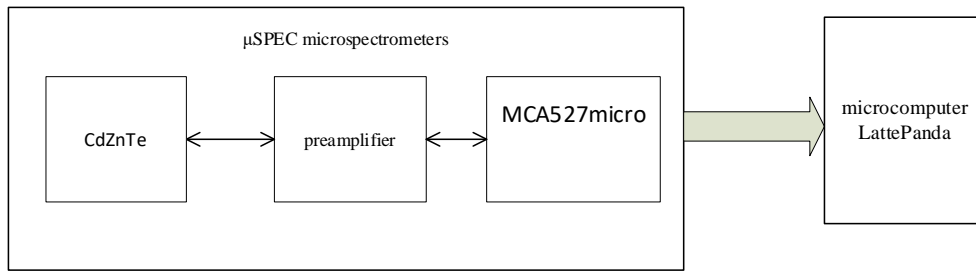 μSPEC microspectrometers
CdZnTe
preamplifier
MCA527micro
microcomputer
LattePanda